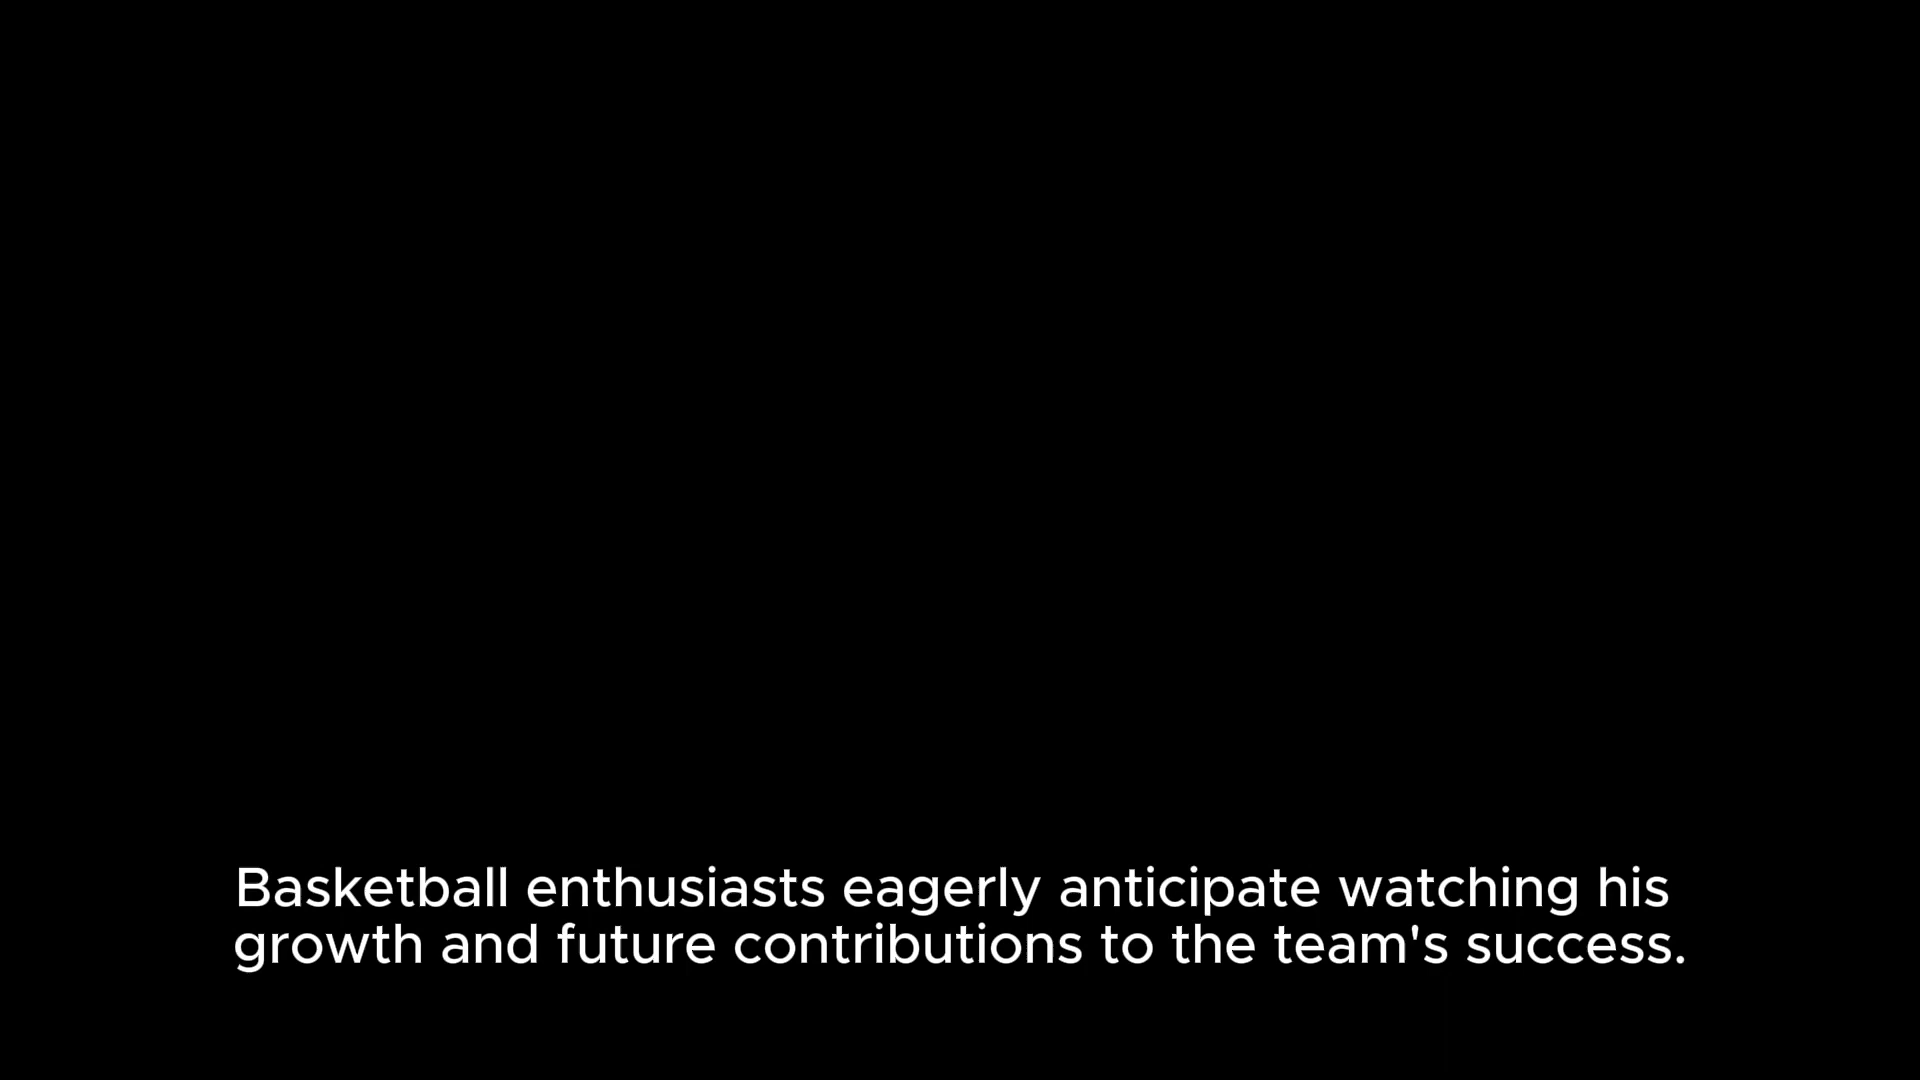 Basketball enthusiasts eagerly anticipate watching his
growth and future contributions to the team's success.